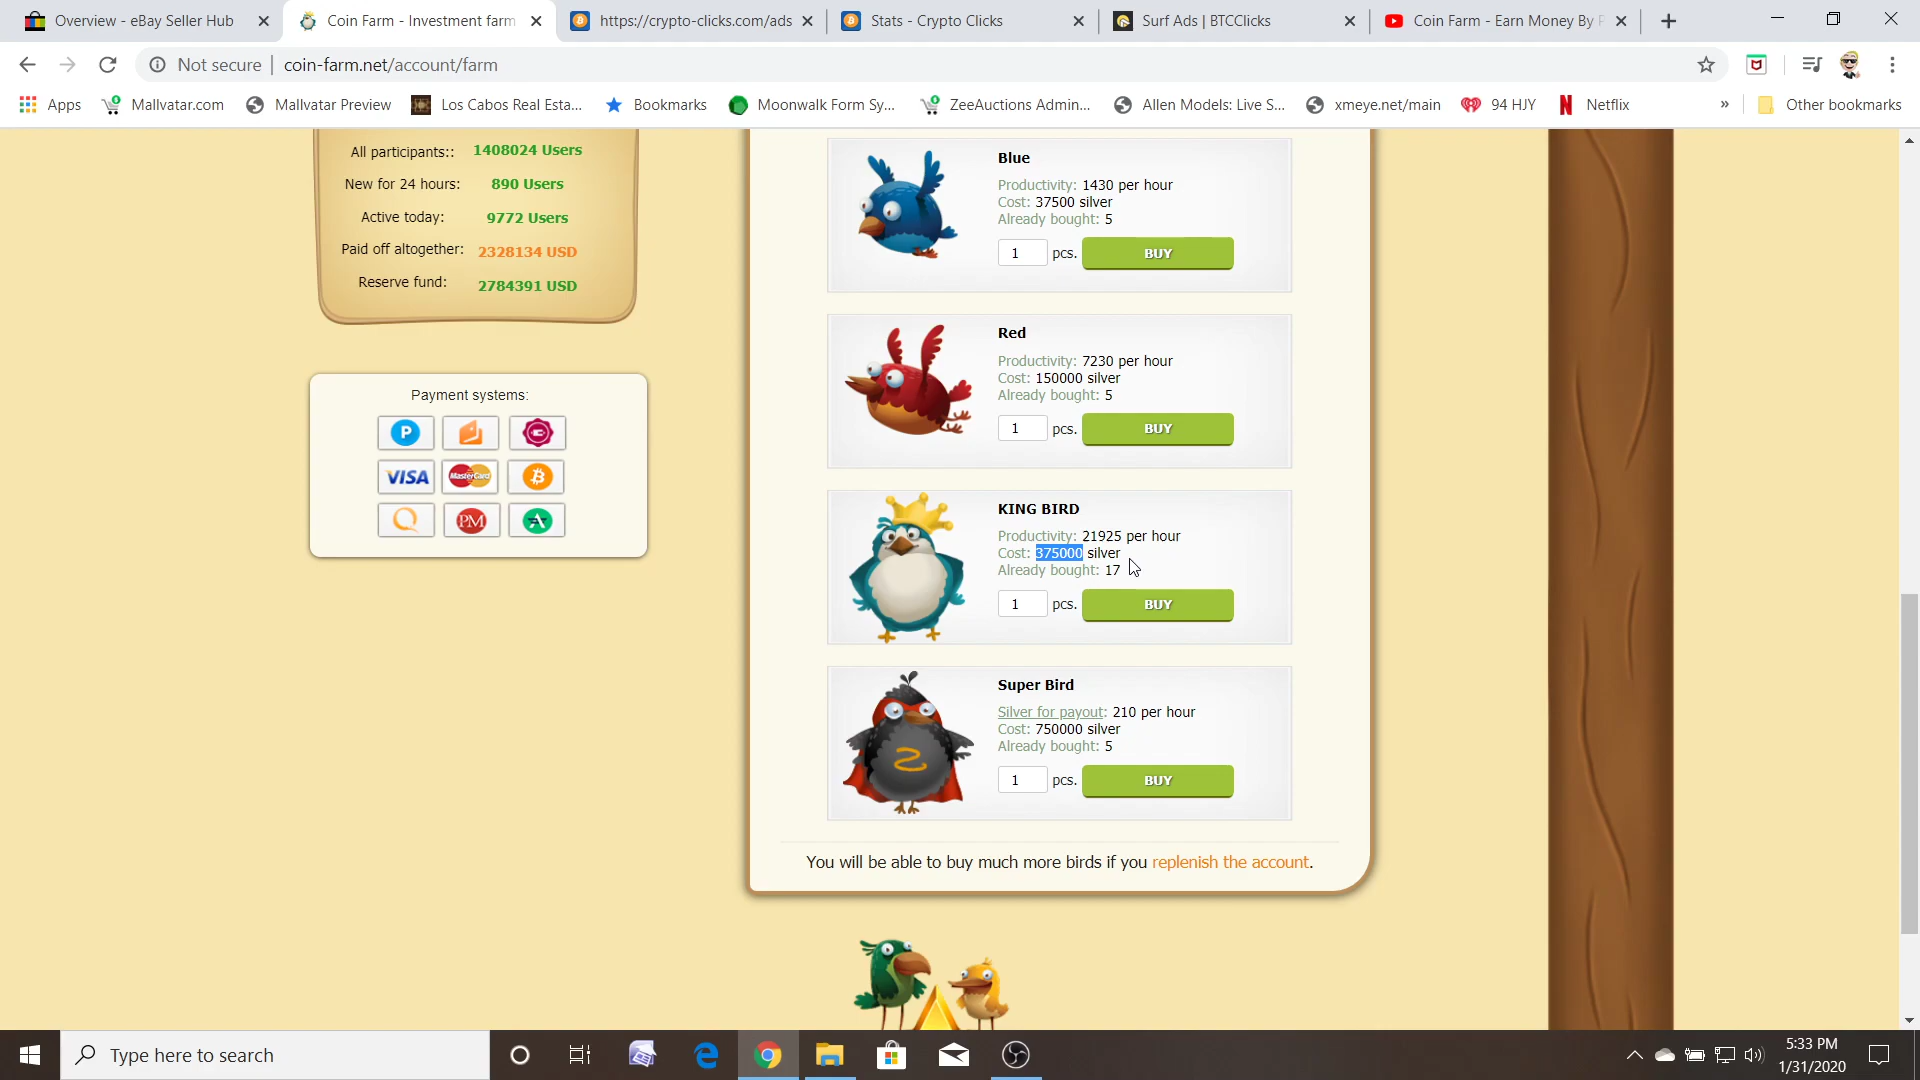 Overview - eBay Seller Hub
Coin Farm - Investment farm
https://crypto-clicks.com/ads
Stats - Crypto Clicks
Surf Ads | BTCClicks
Coin Farm - Earn Money By
Not secure | coin-farm.net/account/farm
Apps
Mallvatar.com
Mallvatar Preview
Los Cabos Real Esta...
Bookmarks
Moonwalk Form Sy...
ZeeAuctions Admin...
Allen Models: Live S...
xmeye.net/main
94 HJY
Netflix
»
Other bookmarks
All participants:: 1408024 Users
New for 24 hours: 890 Users
Active today: 9772 Users
Paid off altogether: 2328134 USD
Reserve fund: 2784391 USD
Payment systems:
P
VISA MasterCard
PM
Blue
Productivity: 1430 per hour
Cost: 37500 silver
Already bought: 5
1 pcs. BUY
Red
Productivity: 7230 per hour
Cost: 150000 silver
Already bought: 5
1 pcs. BUY
KING BIRD
Productivity: 21925 per hour
Cost: 375000 silver
Already bought: 17
1 pcs. BUY
Super Bird
Silver for payout: 210 per hour
Cost: 750000 silver
Already bought: 5
1 pcs. BUY
You will be able to buy much more birds if you replenish the account.
Type here to search
5:33 PM
1/31/2020